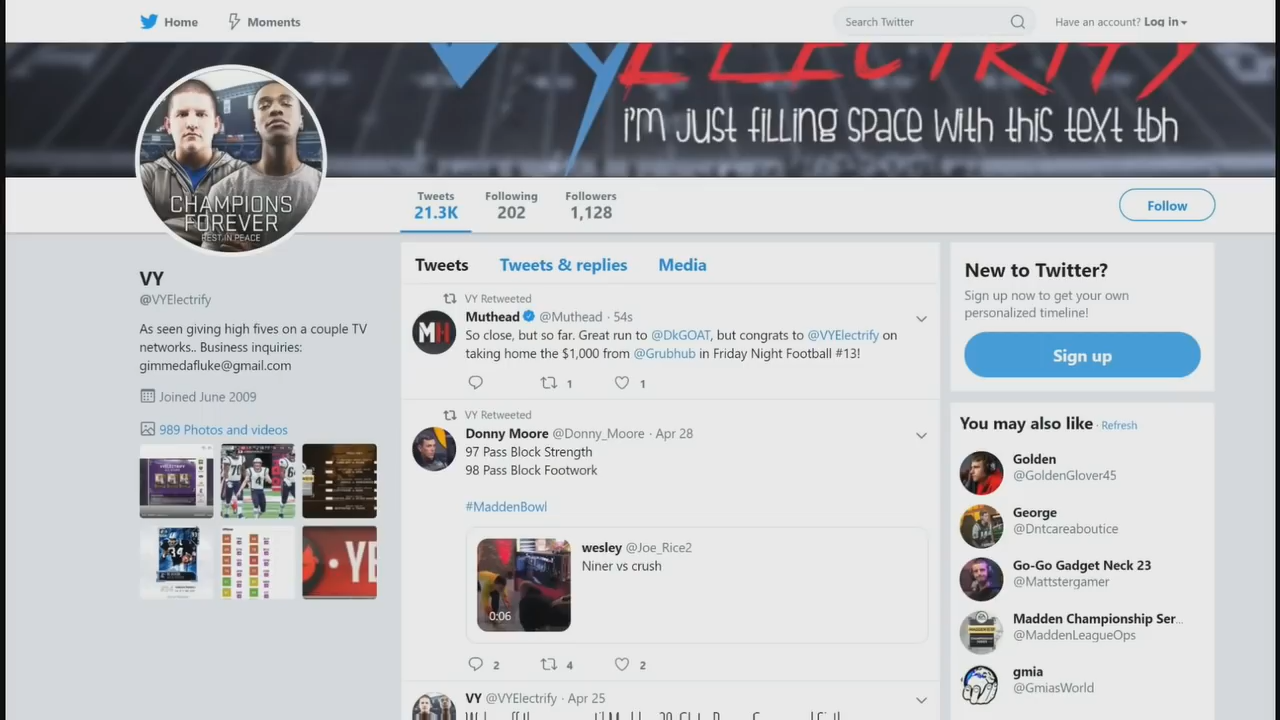 Home
Moments
Search Twitter
Have an account? Log in
VYELECTRIFY
i'm just filling space with this text tbh
CHAMPIONS
FOREVER
REST IN PEACE
Tweets
21.3K
Following
202
Followers
1,128
Follow
VY
@VYElectrify
As seen giving high fives on a couple TV
networks.. Business inquiries:
gimmedafluke@gmail.com
Joined June 2009
989 Photos and videos
Tweets
Tweets & replies
Media
VY Retweeted
Muthead @Muthead · 54s
MH
So close, but so far. Great run to @DkGOAT, but congrats to @VYElectrify on
taking home the $1,000 from @Grubhub in Friday Night Football #13!
1
1
VY Retweeted
Donny Moore @Donny_Moore · Apr 28
97 Pass Block Strength
98 Pass Block Footwork
#MaddenBowl
wesley @Joe_Rice2
Niner vs crush
0:06
2
4
2
VY @VYElectrify · Apr 25
New to Twitter?
Sign up now to get your own
personalized timeline!
Sign up
You may also like · Refresh
Golden
@GoldenGlover45
George
@Dntcareaboutice
Go-Go Gadget Neck 23
@Mattstergamer
Madden Championship Ser...
@MaddenLeagueOps
gmia
@GmiasWorld